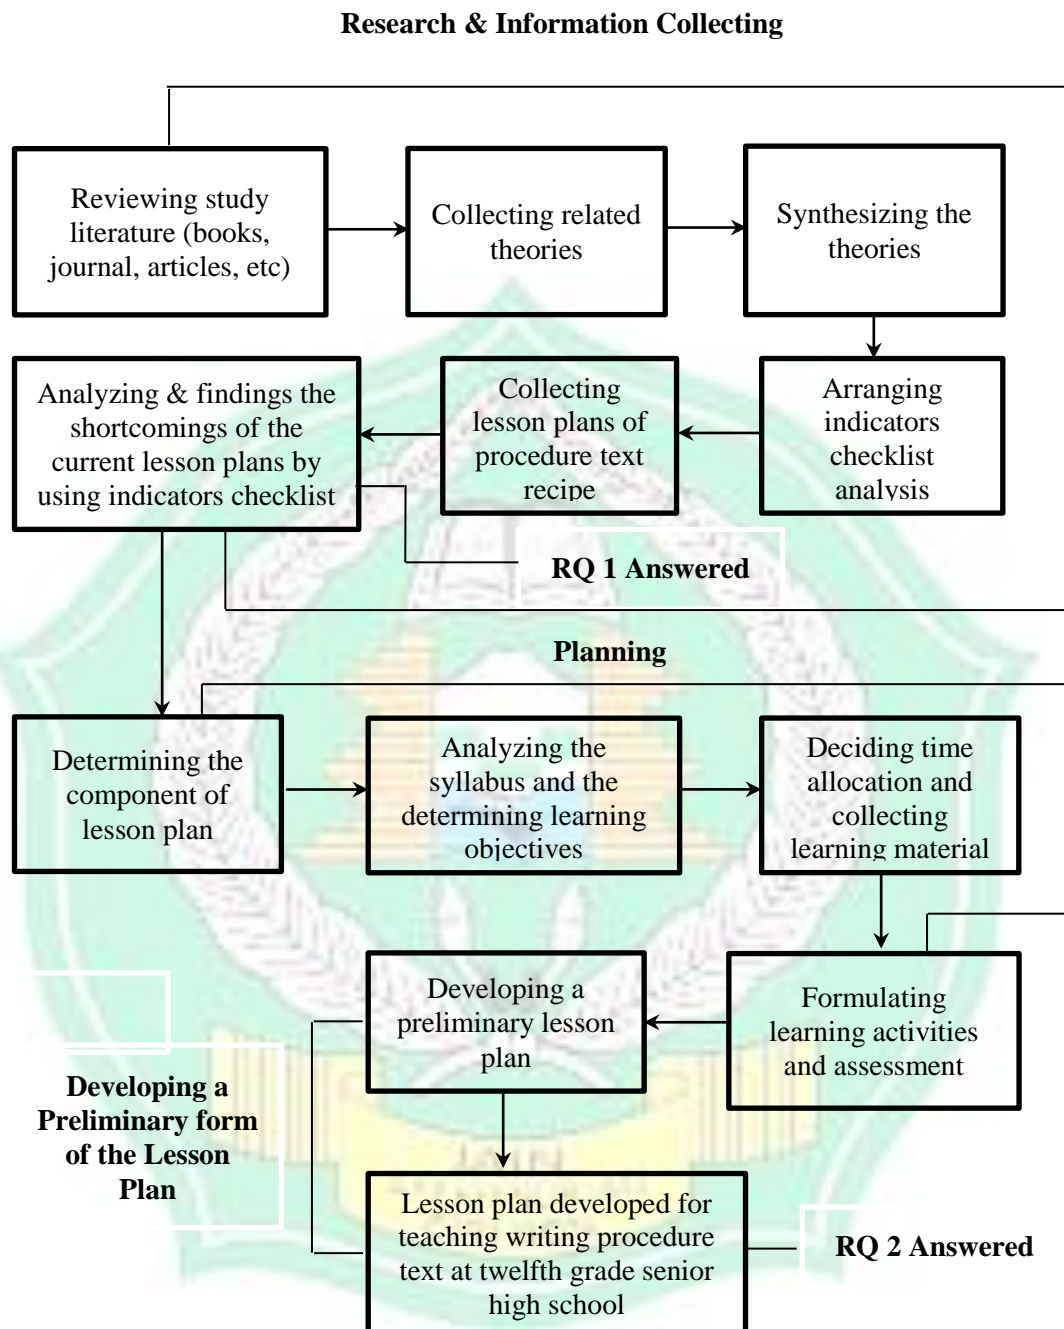 Research & Information Collecting
Reviewing study
literature (books,
journal, articles, etc)
Collecting related
theories
Synthesizing the
theories
Arranging
indicators
checklist
analysis
Collecting
lesson plans of
procedure text
recipe
Analyzing & findings the
shortcomings of the
current lesson plans by
using indicators checklist
RQ 1 Answered
Planning
Determining the
component of
lesson plan
Analyzing the
syllabus and the
determining learning
objectives
Deciding time
allocation and
collecting
learning material
Formulating
learning activities
and assessment
Developing a
preliminary lesson
plan
Developing a
Preliminary form
of the Lesson
Plan
Lesson plan developed for
teaching writing procedure
text at twelfth grade senior
high school
RQ 2 Answered